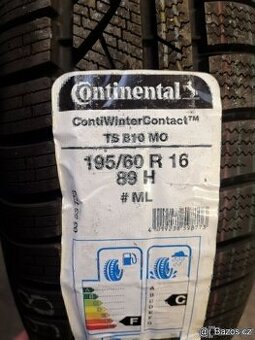 Continental
ContiWinterContact™
TS 810 MO
195/60 R 16
89 H
# ML
F
C
Bazos.cz